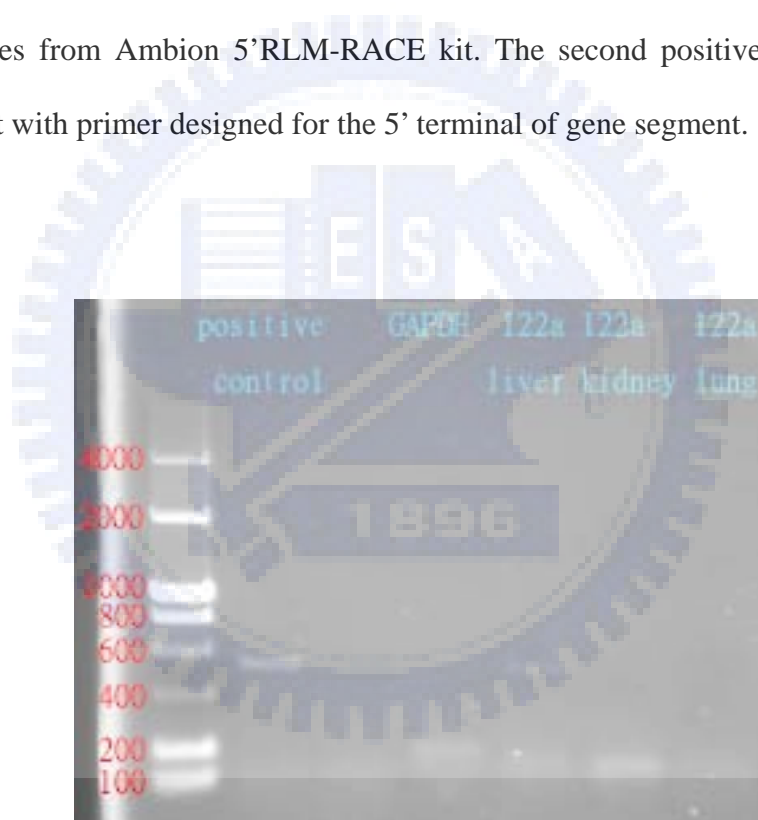 es from Ambion 5’RLM-RACE kit. The second positive
t with primer designed for the 5’ terminal of gene segment.
E S A
positive GAPDH 122a 122a 122a
control liver kidney lung
4000
2000
1896
1000
800
600
400
200
100